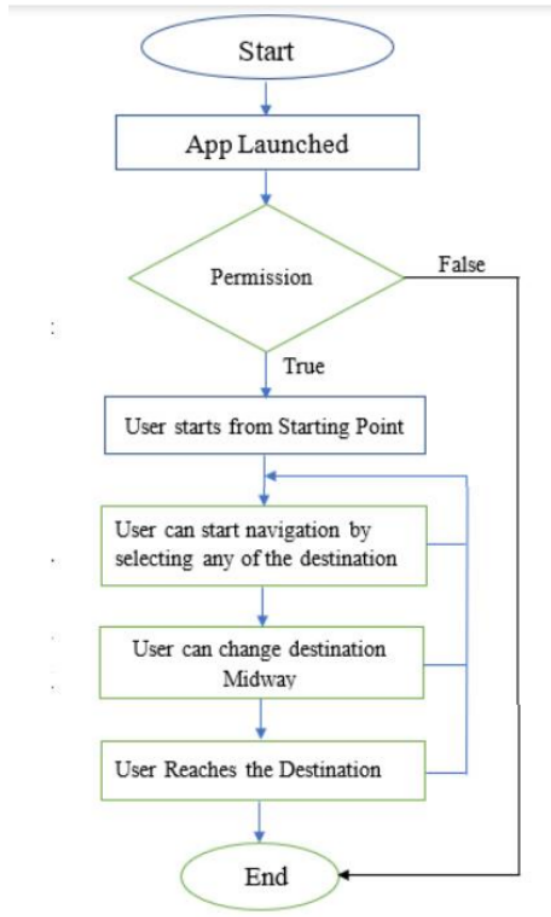 Start
App Launched
Permission
False
True
User starts from Starting Point
User can start navigation by
selecting any of the destination
User can change destination
Midway
User Reaches the Destination
End